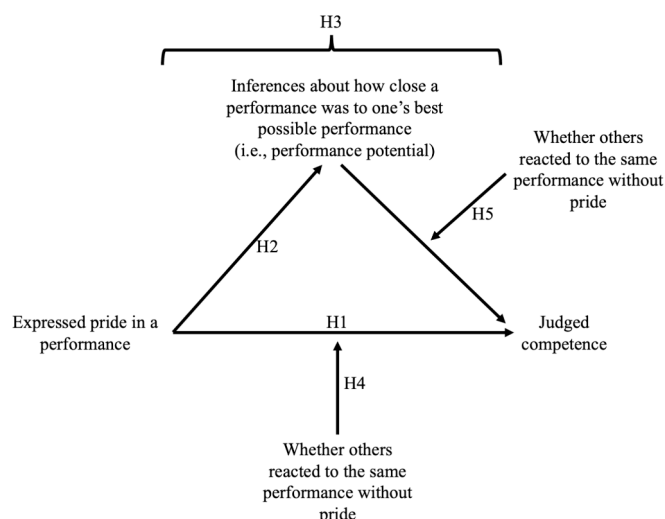 H3
Inferences about how close a
performance was to one's best
possible performance
(i.e., performance potential)
Whether others
reacted to the same
performance without
pride
H5
H2
Expressed pride in a
performance
H1
Judged
competence
H4
Whether others
reacted to the same
performance without
pride